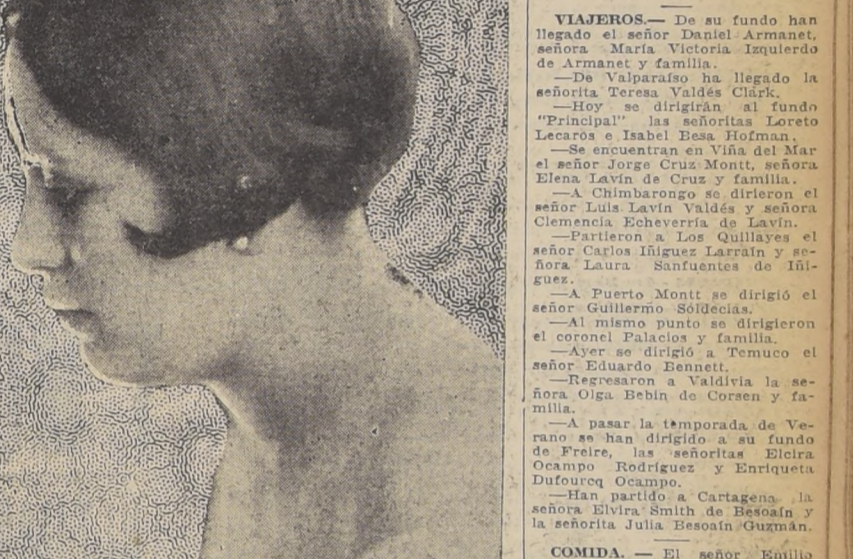 VIAJEROS.— De su fundo han
llegado el señor Daniel Armanet,
señora María Victoria Izquierdo
de Armanet y familia.
—De Valparaíso ha llegado la
señorita Teresa Valdés Clark.
—Hoy se dirigirán al fundo
"Principal" las señoritas Loreto
Lecaros e Isabel Besa Hofman.
—Se encuentran en Viña del Mar
el señor Jorge Cruz Montt, señora
Elena Lavín de Cruz y familia.
—A Chimbarongo se dirieron el
señor Luis Lavín Valdés y señora
Clemencia Echeverría de Lavín.
—Partieron a Los Quillayes el
señor Carlos Iñiguez Larraín y se-
ñora Laura Sanfuentes de Iñi-
guez.
—A Puerto Montt se dirigió el
señor Guillermo Soldecias.
—Al mismo punto se dirigieron
el coronel Palacios y familia.
—Ayer se dirigió a Temuco el
señor Eduardo Bennett.
—Regresaron a Valdivia la se-
ñora Olga Bebin de Corsen y fa-
milia.
—A pasar la temporada de Ve-
rano se han dirigido a su fundo
de Freire, las señoritas Elcira
Ocampo Rodríguez y Enriqueta
Dufourcq Ocampo.
—Han partido a Cartagena la
señora Elvira Smith de Besoaín y
la señorita Julia Besoaín Guzmán.
COMIDA. — El señor Emilio